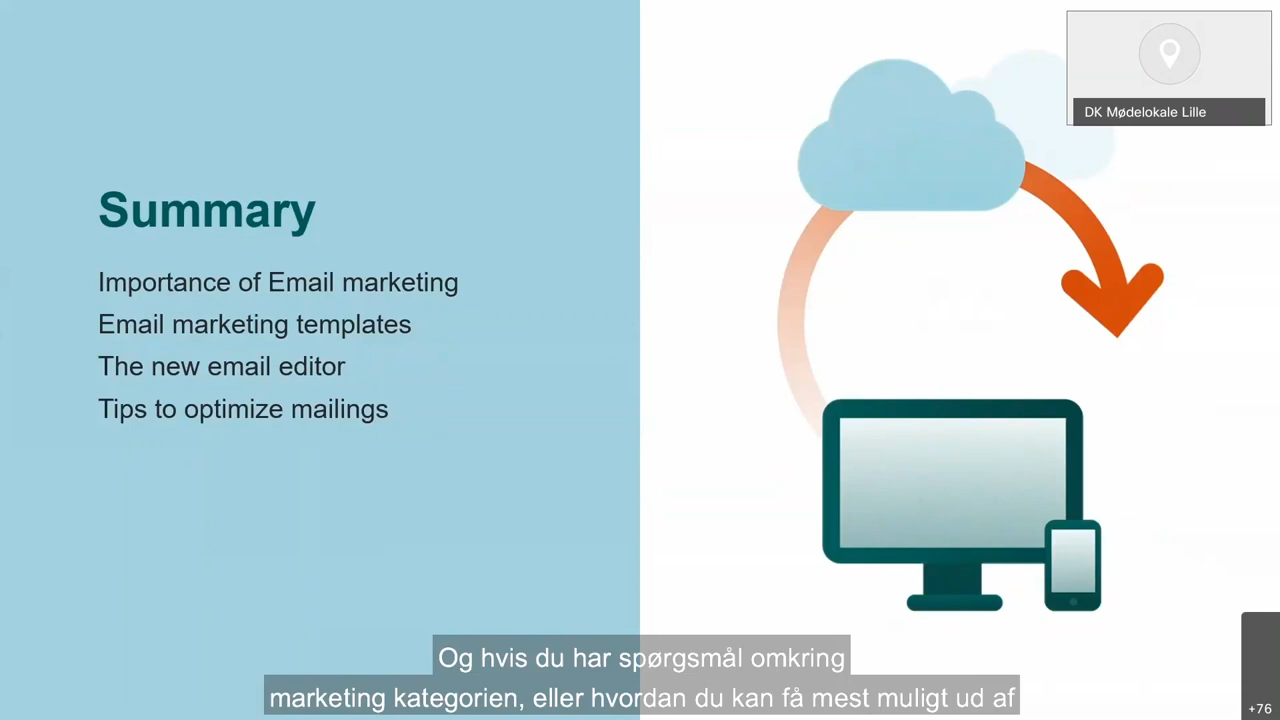 Summary
Importance of Email marketing
Email marketing templates
The new email editor
Tips to optimize mailings
DK Mødelokale Lille
Og hvis du har spørgsmål omkring
marketing kategorien, eller hvordan du kan få mest muligt ud af
+76